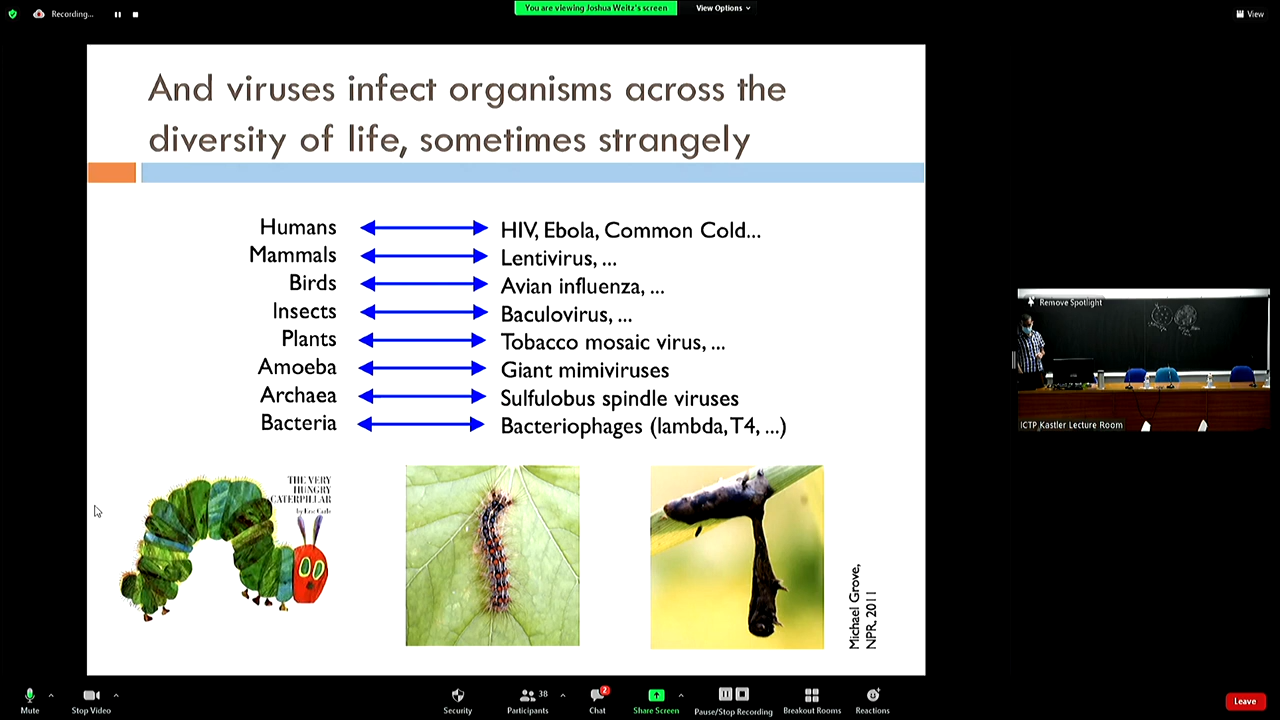 Recording...
You are viewing Joshua Weitz's screen
View Options
View
And viruses infect organisms across the
diversity of life, sometimes strangely
Humans
HIV, Ebola, Common Cold...
Mammals
Lentivirus, ...
Birds
Avian influenza, ...
Insects
Baculovirus, ...
Plants
Tobacco mosaic virus, ...
Amoeba
Giant mimiviruses
Archaea
Sulfulobus spindle viruses
Bacteria
Bacteriophages (lambda, T4, ...)
THE VERY
HUNGRY
CATERPILLAR
by Eric Carle
Michael Grove,
NPR, 2011
Remove Spotlight
ICTP Kastler Lecture Room
Mute
Stop Video
Security
Participants
38
Chat
2
Share Screen
Pause/Stop Recording
Breakout Rooms
Reactions
Leave